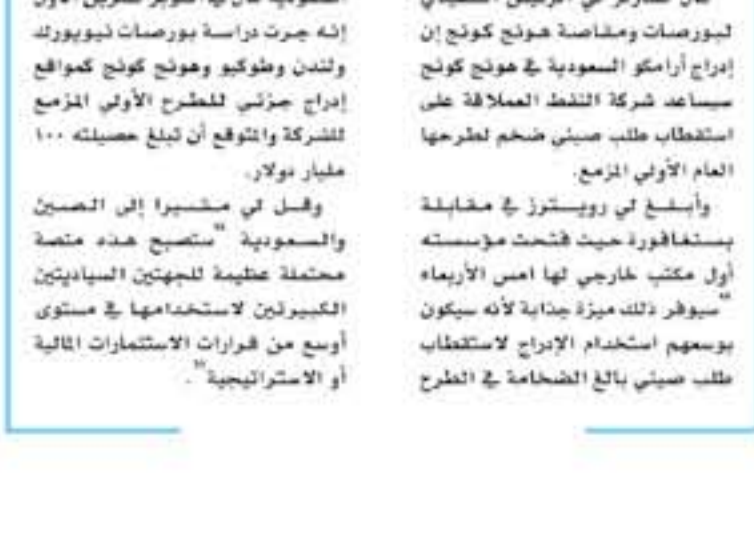 لبورصات ومقاصة هونج كونج إن
إدراج أرامكو السعودية في هونج كونج
سيساعد شركة النفط العملاقة على
استقطاب طلب صيني ضخم لطرحها
العام الأولي المزمع.
وأبلغ لي رويترز في مقابلة
بسنغافورة حيث فتحت مؤسسته
أول مكتب خارجي لها امس الأربعاء
"سيوفر ذلك ميزة جذابة لأنه سيكون
بوسعهم استخدام الإدراج لاستقطاب
طلب صيني بالغ الضخامة في الطرح
إنه جرت دراسة بورصات نيويورك
ولندن وطوكيو وهونج كونج كمواقع
إدراج جزئي للطرح الأولي المزمع
للشركة والمتوقع أن تبلغ حصيلته ١٠٠
مليار دولار.
وقـل لي مـشـيرا إلى الصين
والسعودية "ستصبح هذه منصة
محتملة عظيمة للجهتين السياديتين
الكبيرتين لاستخدامها في مستوى
أوسع من قرارات الاستثمارات المالية
أو الاستراتيجية".